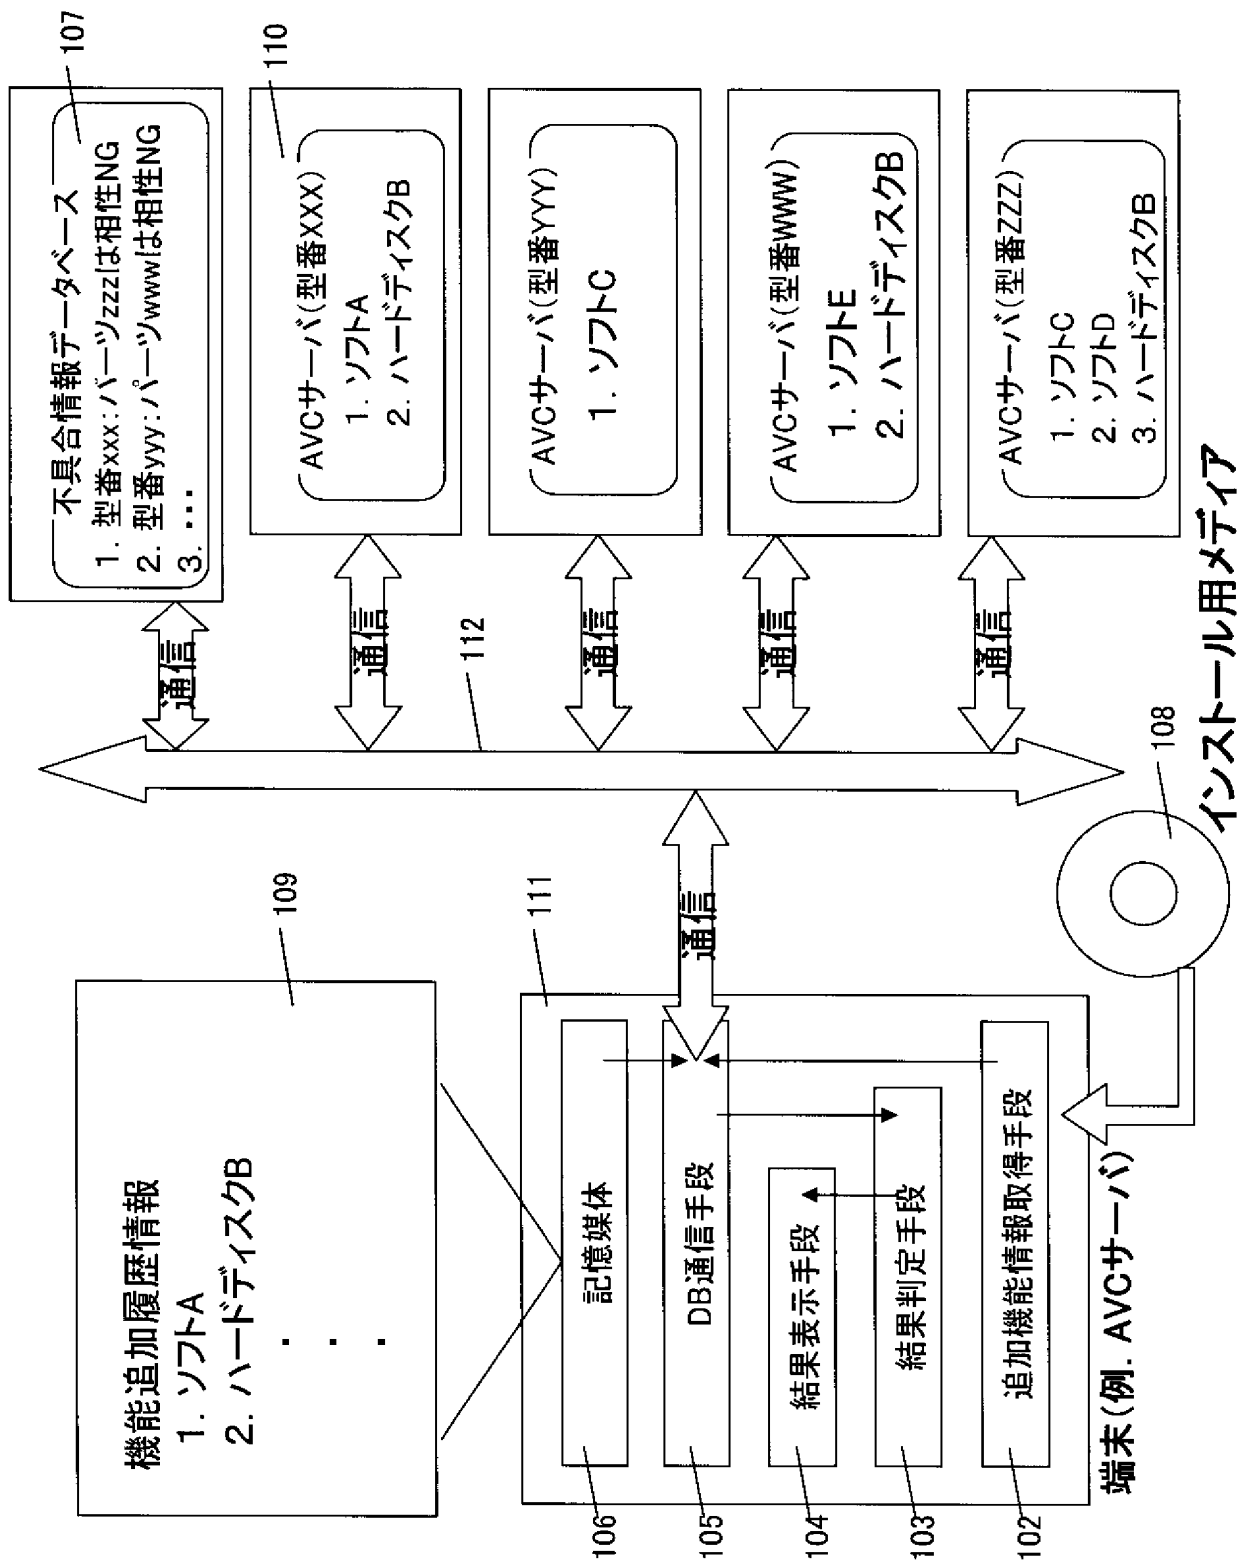 機能追加履歴情報
1. ソフトA
2. ハードディスクB
・
・
109
記憶媒体
DB通信手段
結果表示手段
結果判定手段
追加機能情報取得手段
106
105
104
103
102
111
端末(例. AVCサーバ)
通信
112
108
インストール用メディア
通信
通信
通信
通信
通信
107
不具合情報データベース
1. 型番xxx:パーツzzzは相性NG
2. 型番yyy:パーツwwwは相性NG
3. ・・・
110
AVCサーバ(型番XXX)
1. ソフトA
2. ハードディスクB
AVCサーバ(型番YYY)
1. ソフトC
AVCサーバ(型番WWW)
1. ソフトE
2. ハードディスクB
AVCサーバ(型番ZZZ)
1. ソフトC
2. ソフトD
3. ハードディスクB